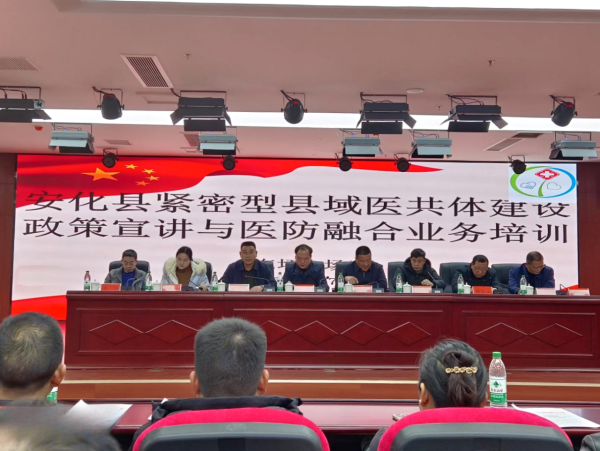 安化县紧密型县域医共体建设
政策宣讲与医防融合业务培训